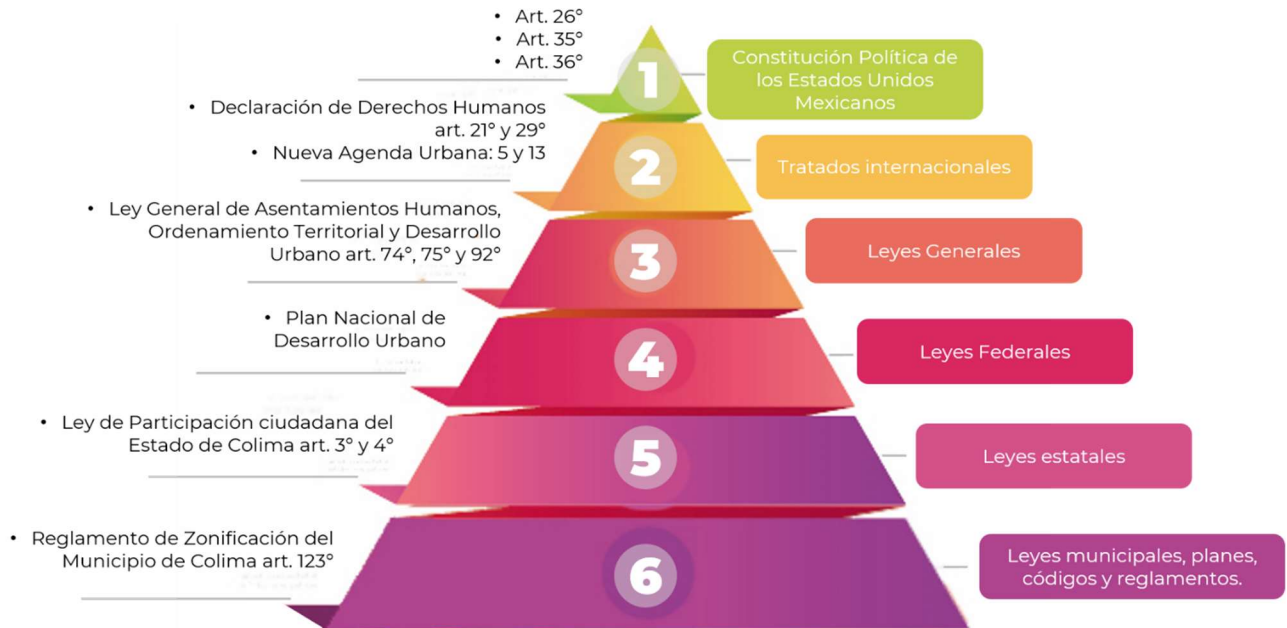 • Art. 26°
• Art. 35°
• Art. 36°
1
Constitución Política de
los Estados Unidos
Mexicanos
• Declaración de Derechos Humanos
art. 21° y 29°
• Nueva Agenda Urbana: 5 y 13
2
Tratados internacionales
• Ley General de Asentamientos Humanos,
Ordenamiento Territorial y Desarrollo
Urbano art. 74°, 75° y 92°
3
Leyes Generales
• Plan Nacional de
Desarrollo Urbano
4
Leyes Federales
• Ley de Participación ciudadana del
Estado de Colima art. 3° y 4°
5
Leyes estatales
• Reglamento de Zonificación del
Municipio de Colima art. 123°
6
Leyes municipales, planes,
códigos y reglamentos.